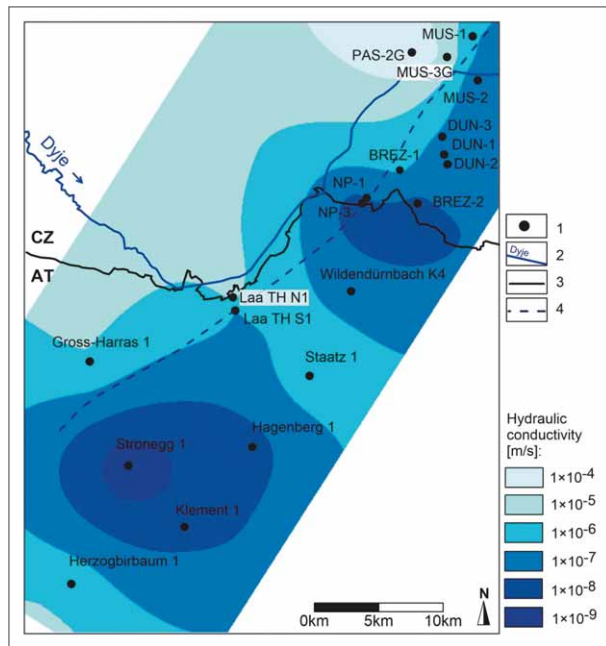 MUS-1
PAS-2G
MUS-3G
MUS-2
DUN-3
DUN-1
DUN-2
BREZ-1
Dyje
NP-1
NP-3
BREZ-2
CZ
AT
Wildendürnbach K4
Laa TH N1
Laa TH S1
Gross-Harras 1
Staatz 1
Hagenberg 1
Stronegg 1
Klement 1
Herzogbirbaum 1
1
Dyje 2
3
4
Hydraulic
conductivity
[m/s]:
1×10⁻⁴
1×10⁻⁵
1×10⁻⁶
1×10⁻⁷
1×10⁻⁸
1×10⁻⁹
N
0km 5km 10km